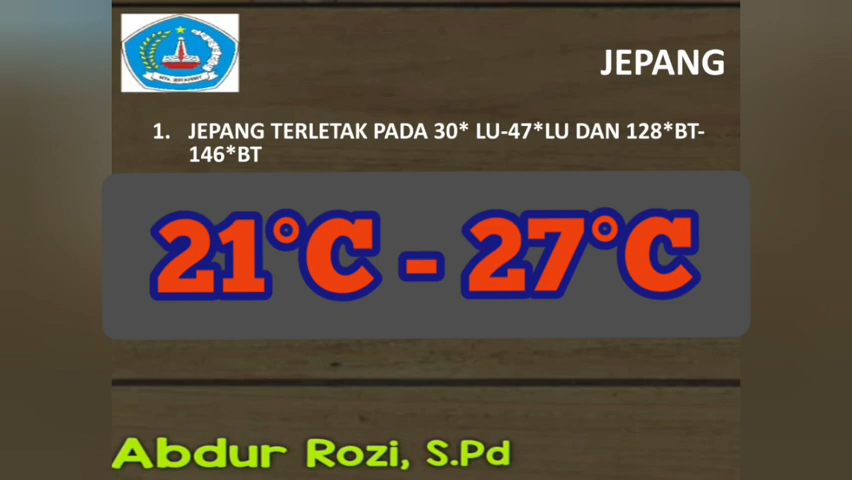 JEPANG
1. JEPANG TERLETAK PADA 30* LU-47*LU DAN 128*BT-
146*BT
21°C - 27°C
Abdur Rozi, S.Pd